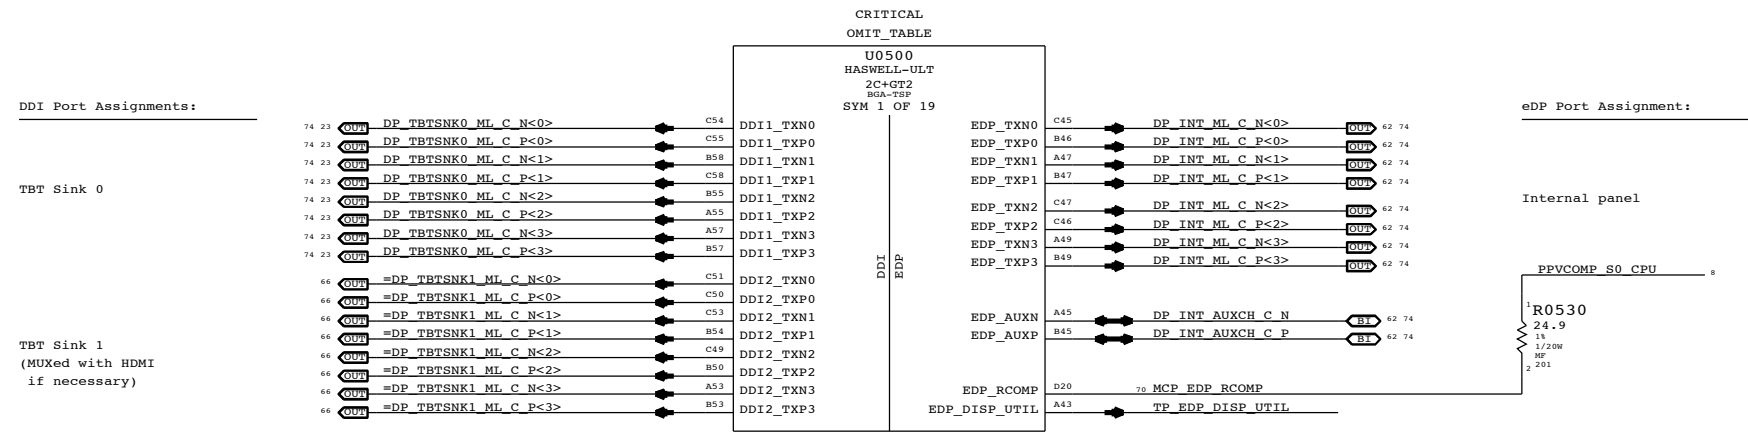 CRITICAL
OMIT_TABLE
U0500
HASWELL-ULT
2C+GT2
BGA-TSP
SYM 1 OF 19
DDI Port Assignments:
eDP Port Assignment:
74 23 OUT DP_TBTSNK0_ML_C_N<0> C54 DDI1_TXN0
74 23 OUT DP_TBTSNK0_ML_C_P<0> C55 DDI1_TXP0
74 23 OUT DP_TBTSNK0_ML_C_N<1> B58 DDI1_TXN1
74 23 OUT DP_TBTSNK0_ML_C_P<1> C58 DDI1_TXP1
TBT Sink 0
74 23 OUT DP_TBTSNK0_ML_C_N<2> B55 DDI1_TXN2
74 23 OUT DP_TBTSNK0_ML_C_P<2> A55 DDI1_TXP2
74 23 OUT DP_TBTSNK0_ML_C_N<3> A57 DDI1_TXN3
74 23 OUT DP_TBTSNK0_ML_C_P<3> B57 DDI1_TXP3
66 OUT =DP_TBTSNK1_ML_C_N<0> C51 DDI2_TXN0
66 OUT =DP_TBTSNK1_ML_C_P<0> C50 DDI2_TXP0
66 OUT =DP_TBTSNK1_ML_C_N<1> C53 DDI2_TXN1
66 OUT =DP_TBTSNK1_ML_C_P<1> B54 DDI2_TXP1
TBT Sink 1
(MUXed with HDMI
if necessary)
66 OUT =DP_TBTSNK1_ML_C_N<2> C49 DDI2_TXN2
66 OUT =DP_TBTSNK1_ML_C_P<2> B50 DDI2_TXP2
66 OUT =DP_TBTSNK1_ML_C_N<3> A53 DDI2_TXN3
66 OUT =DP_TBTSNK1_ML_C_P<3> B53 DDI2_TXP3
DDI
EDP
EDP_TXN0 C45 DP_INT_ML_C_N<0> OUT 62 74
EDP_TXP0 B46 DP_INT_ML_C_P<0> OUT 62 74
EDP_TXN1 A47 DP_INT_ML_C_N<1> OUT 62 74
EDP_TXP1 B47 DP_INT_ML_C_P<1> OUT 62 74
EDP_TXN2 C47 DP_INT_ML_C_N<2> OUT 62 74
EDP_TXP2 C46 DP_INT_ML_C_P<2> OUT 62 74
EDP_TXN3 A49 DP_INT_ML_C_N<3> OUT 62 74
EDP_TXP3 B49 DP_INT_ML_C_P<3> OUT 62 74
Internal panel
EDP_AUXN A45 DP_INT_AUXCH_C_N BI 62 74
EDP_AUXP B45 DP_INT_AUXCH_C_P BI 62 74
EDP_RCOMP D20 70 MCP_EDP_RCOMP
EDP_DISP_UTIL A43 TP_EDP_DISP_UTIL
PPVCOMP_S0_CPU 8
1
R0530
24.9
1%
1/20W
MF
201
2